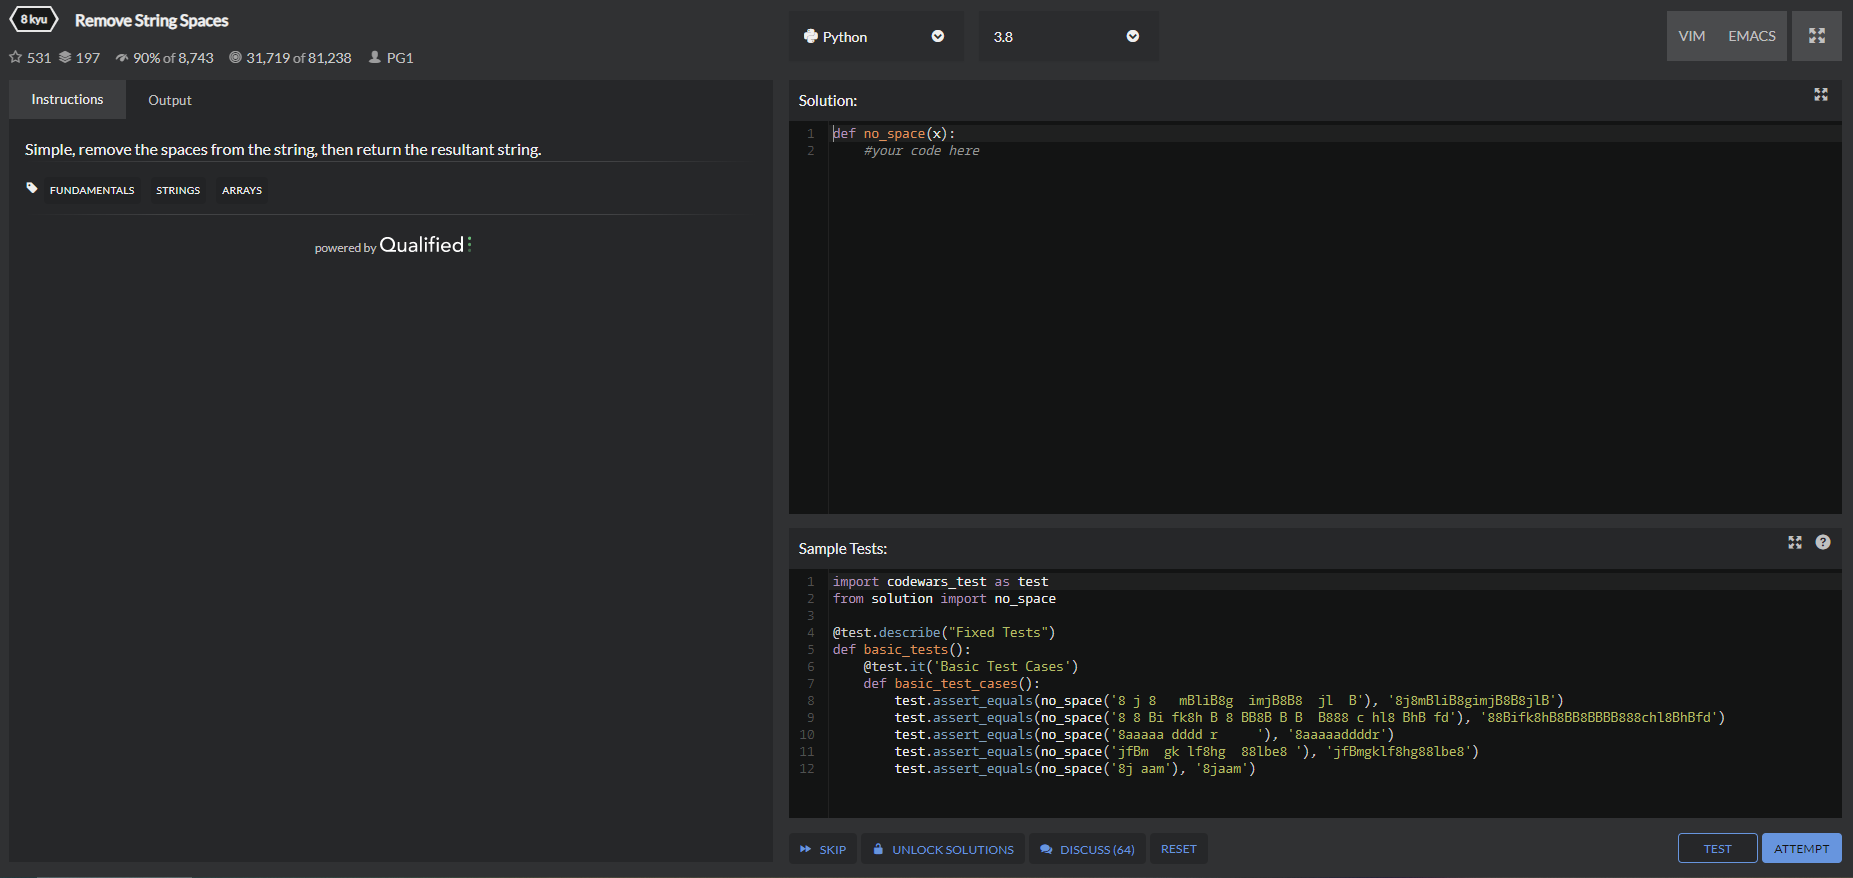 8 kyu Remove String Spaces
531 197 90% of 8,743 31,719 of 81,238 PG1
Instructions Output
Simple, remove the spaces from the string, then return the resultant string.
FUNDAMENTALS STRINGS ARRAYS
powered by Qualified
Python 3.8 VIM EMACS
Solution:
1 def no_space(x):
2     #your code here
Sample Tests:
?
1 import codewars_test as test
2 from solution import no_space
3
4 @test.describe("Fixed Tests")
5 def basic_tests():
6     @test.it('Basic Test Cases')
7     def basic_test_cases():
8         test.assert_equals(no_space('8 j 8   mBliB8g  imjB8B8  jl  B'), '8j8mBliB8gimjB8B8jlB')
9         test.assert_equals(no_space('8 8 Bi fk8h B 8 BB8B B B  B888 c hl8 BhB fd'), '88Bifk8hB8BB8BBBB888chl8BhBfd')
10         test.assert_equals(no_space('8aaaaa dddd r     '), '8aaaaaddddr')
11         test.assert_equals(no_space('jfBm  gk lf8hg  88lbe8 '), 'jfBmgklf8hg88lbe8')
12         test.assert_equals(no_space('8j aam'), '8jaam')
SKIP UNLOCK SOLUTIONS DISCUSS (64) RESET TEST ATTEMPT